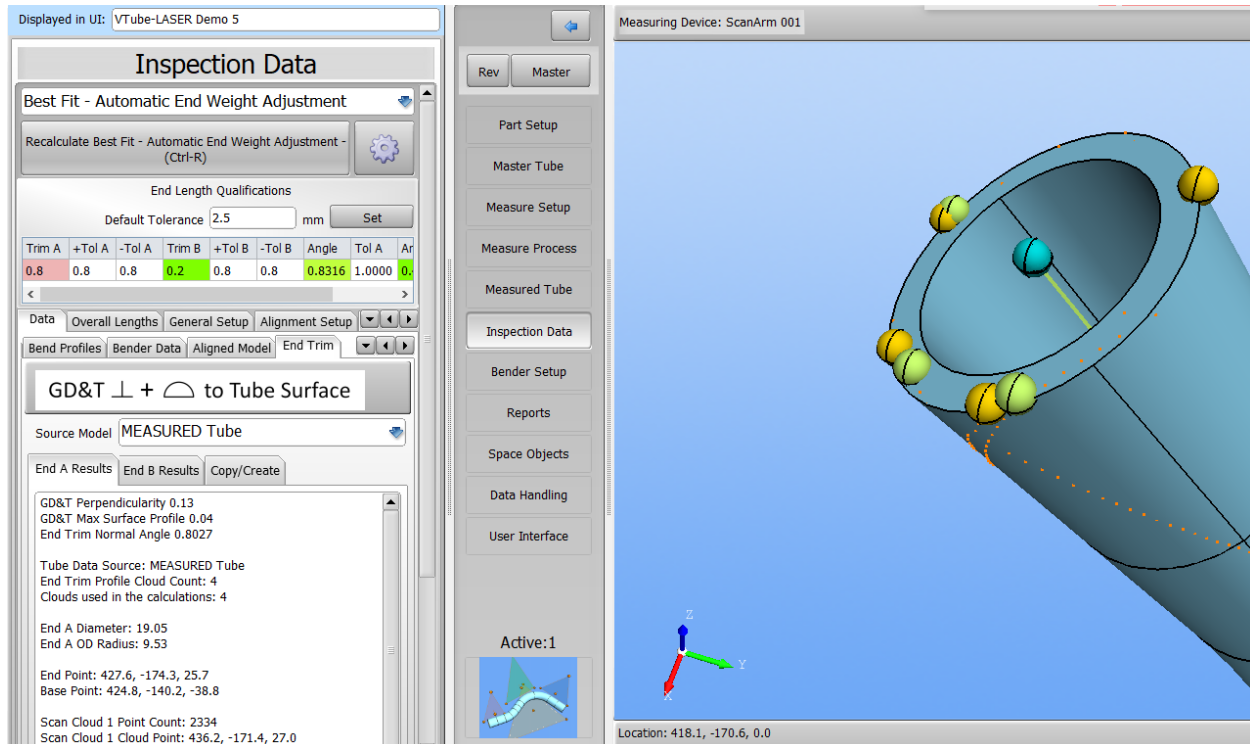 Displayed in UI: VTube-LASER Demo 5
Inspection Data
Best Fit - Automatic End Weight Adjustment
Recalculate Best Fit - Automatic End Weight Adjustment -
(Ctrl-R)
End Length Qualifications
Default Tolerance 2.5 mm Set
Trim A +Tol A -Tol A Trim B +Tol B -Tol B Angle Tol A Ar
0.8 0.8 0.8 0.2 0.8 0.8 0.8316 1.0000 0.
Data Overall Lengths General Setup Alignment Setup
Bend Profiles Bender Data Aligned Model End Trim
GD&T ⊥ + ⌓ to Tube Surface
Source Model MEASURED Tube
End A Results End B Results Copy/Create
GD&T Perpendicularity 0.13
GD&T Max Surface Profile 0.04
End Trim Normal Angle 0.8027
Tube Data Source: MEASURED Tube
End Trim Profile Cloud Count: 4
Clouds used in the calculations: 4
End A Diameter: 19.05
End A OD Radius: 9.53
End Point: 427.6, -174.3, 25.7
Base Point: 424.8, -140.2, -38.8
Scan Cloud 1 Point Count: 2334
Scan Cloud 1 Cloud Point: 436.2, -171.4, 27.0
Rev Master
Part Setup
Master Tube
Measure Setup
Measure Process
Measured Tube
Inspection Data
Bender Setup
Reports
Space Objects
Data Handling
User Interface
Active:1
Measuring Device: ScanArm 001
Z
Y
X
Location: 418.1, -170.6, 0.0